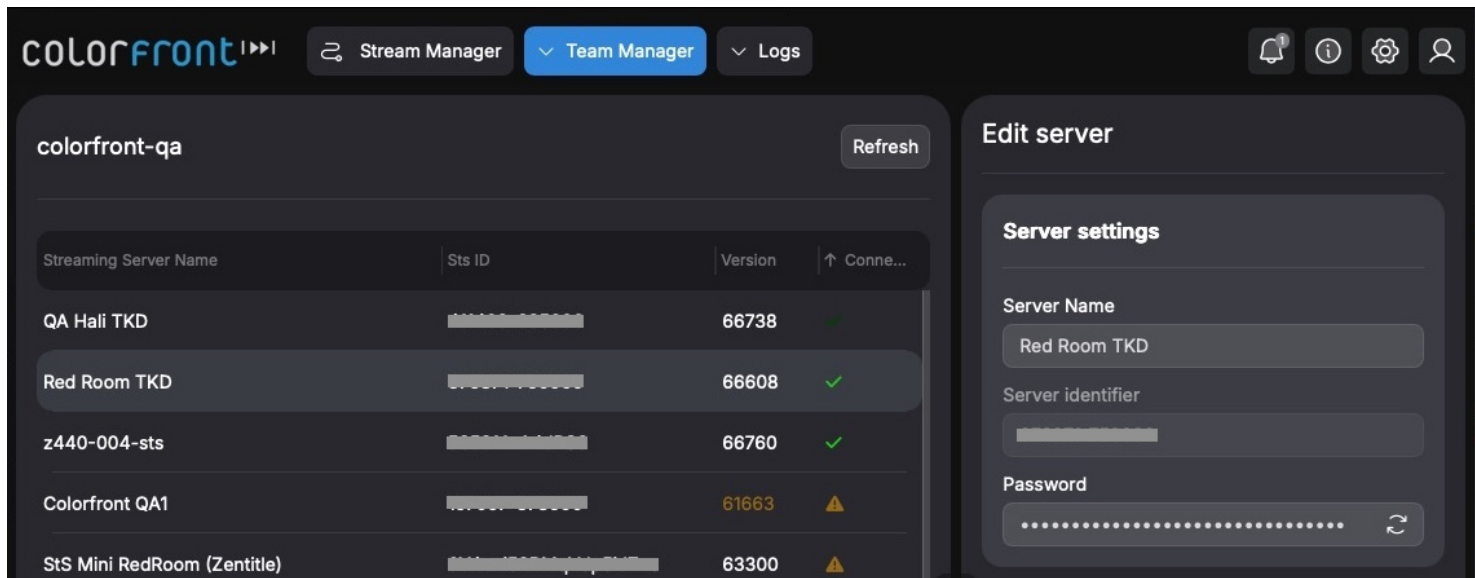 colorfront
Stream Manager
Team Manager
Logs
1
colorfront-qa
Refresh
Streaming Server Name Sts ID Version Conne...
QA Hali TKD 66738
Red Room TKD 66608
z440-004-sts 66760
Colorfront QA1 61663
StS Mini RedRoom (Zentitle) 63300
Edit server
Server settings
Server Name
Red Room TKD
Server identifier
Password
••••••••••••••••••••••••••••••••